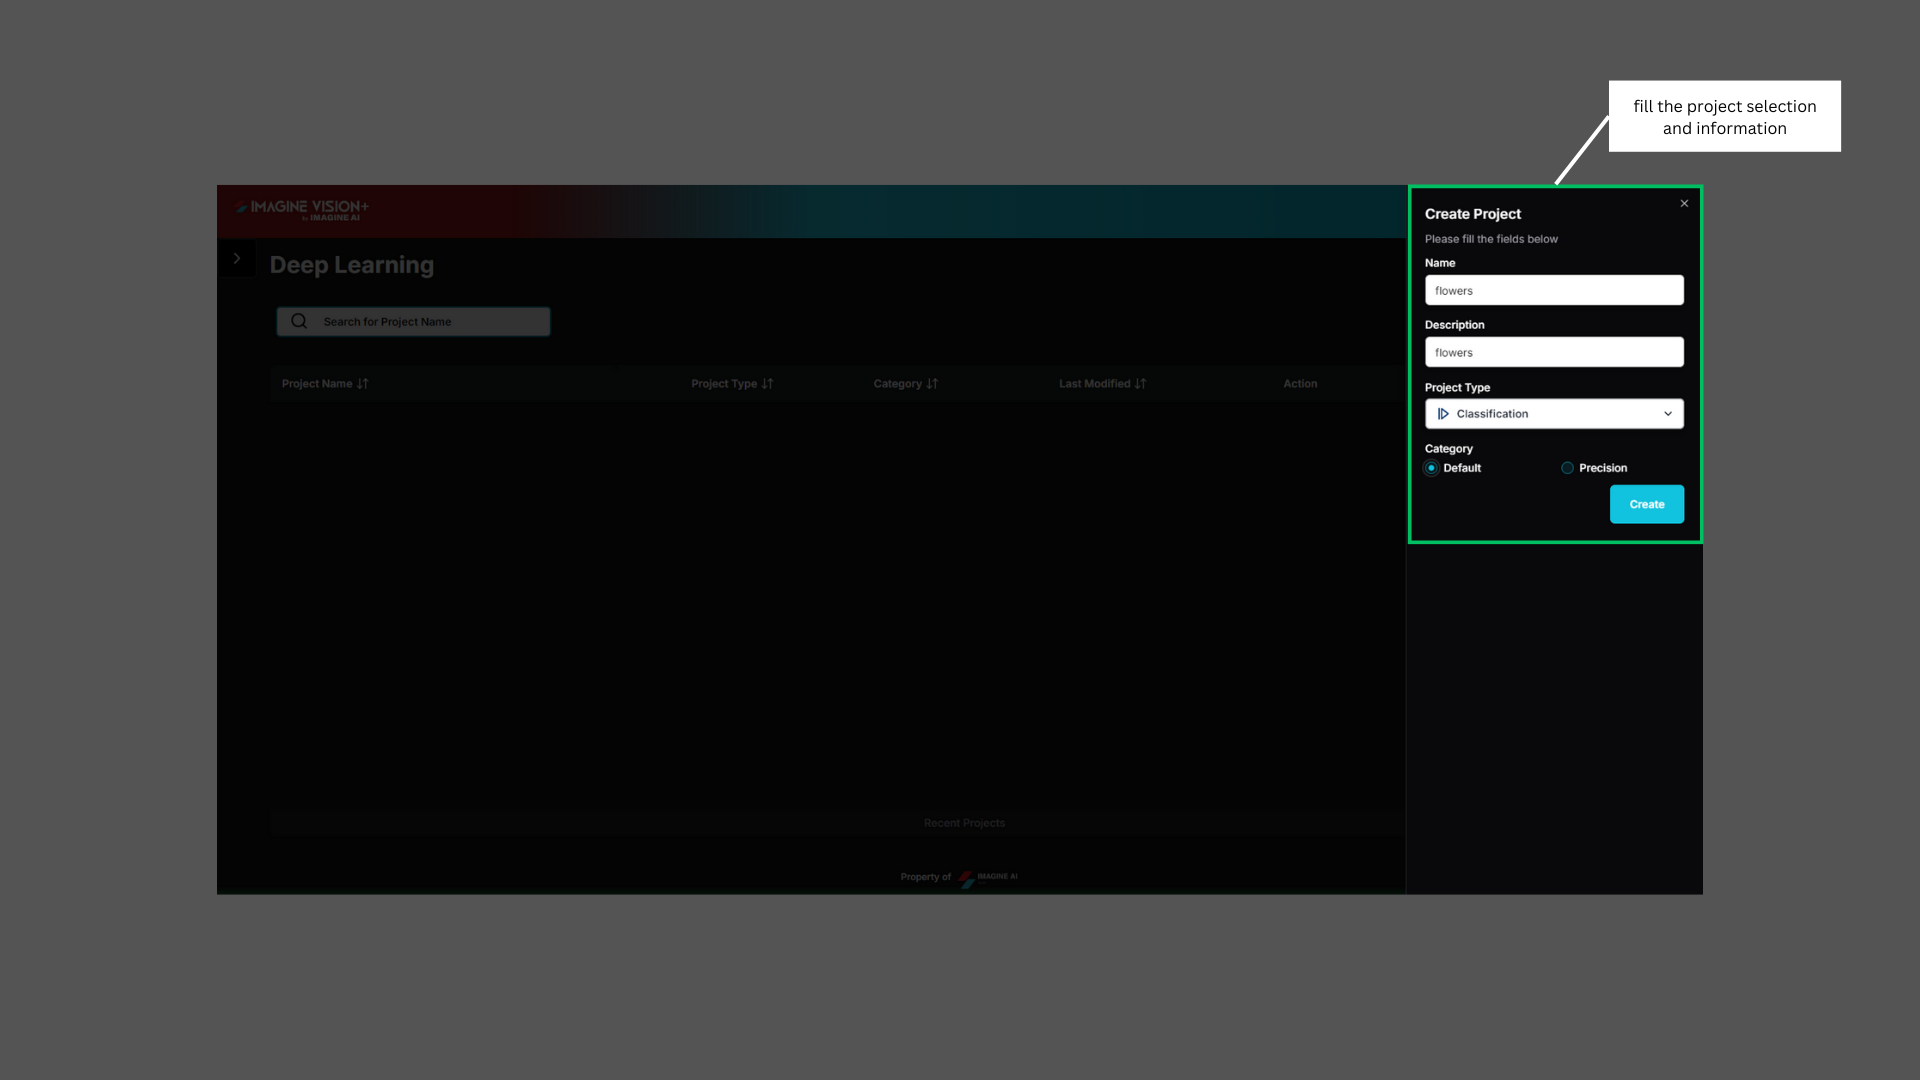 fill the project selection
and information
IMAGINE VISION+
by IMAGINE AI
Create Project
Please fill the fields below
Name
flowers
Description
flowers
Project Type
Classification
Category
Default
Precision
Create
Deep Learning
Search for Project Name
Project Name
Project Type
Category
Last Modified
Action
Recent Projects
Property of
IMAGINE AI